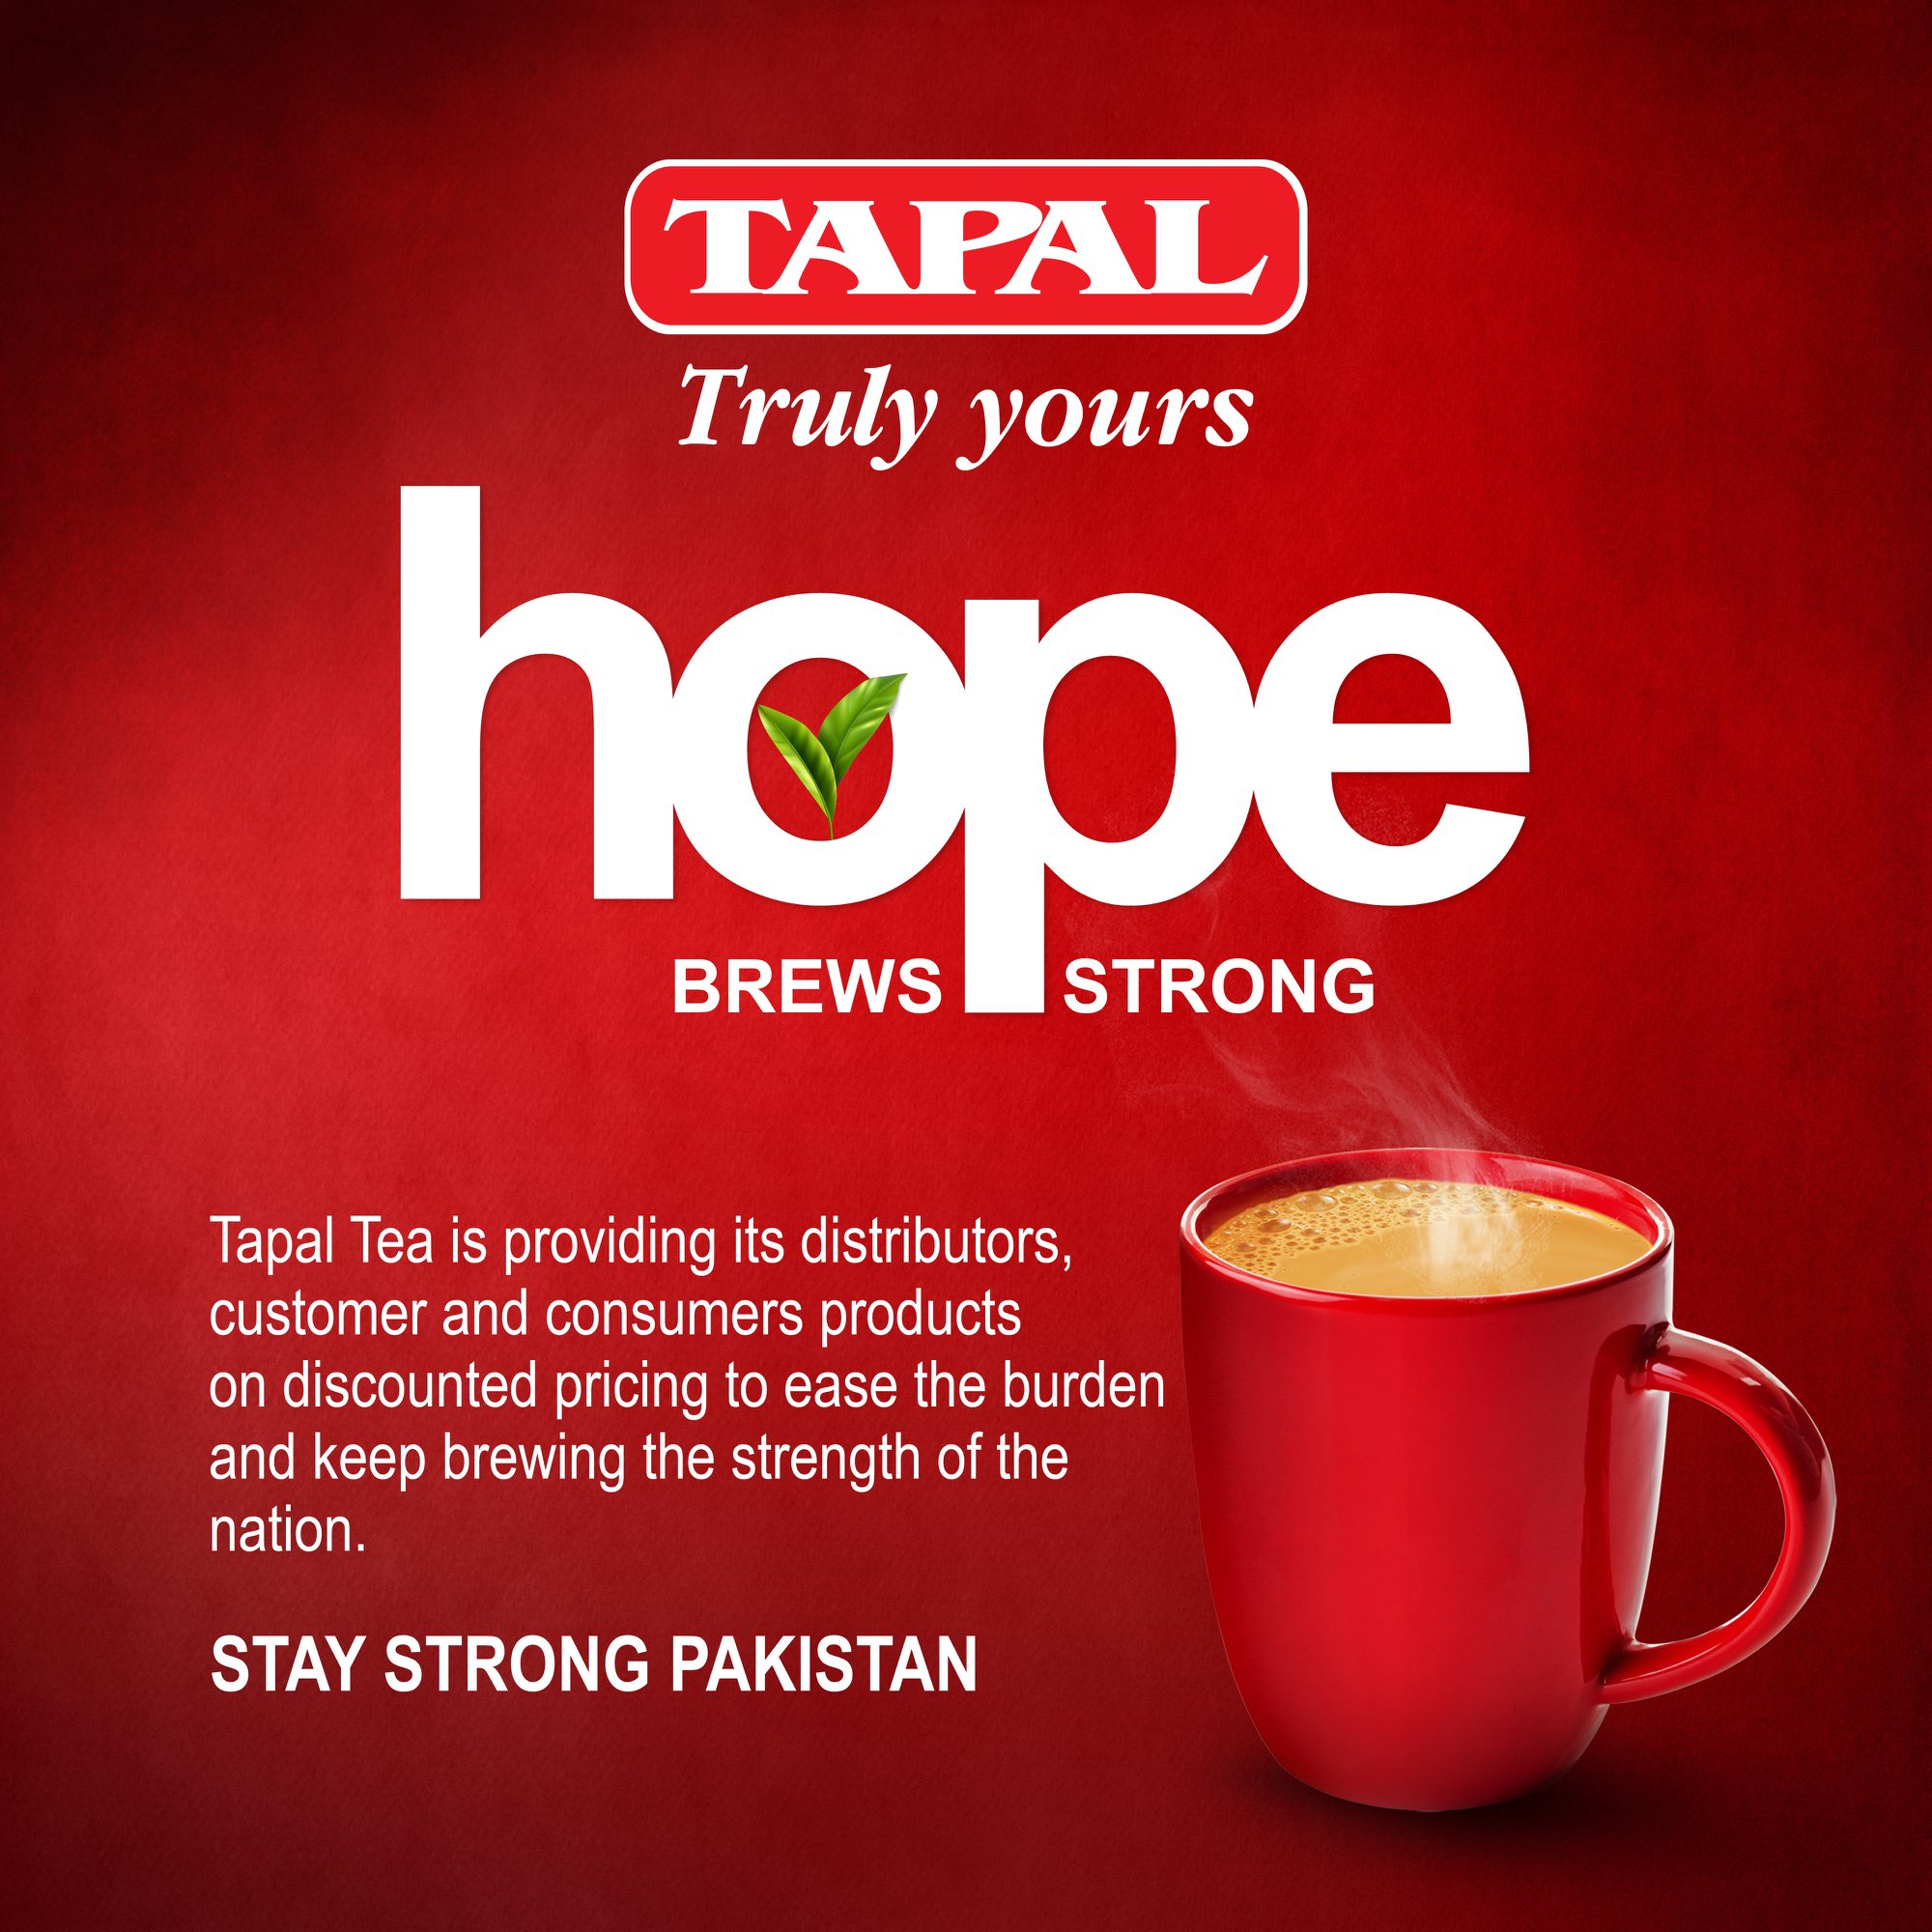 TAPAL
Truly yours
hope
BREWS STRONG
Tapal Tea is providing its distributors,
customer and consumers products
on discounted pricing to ease the burden
and keep brewing the strength of the
nation.
STAY STRONG PAKISTAN